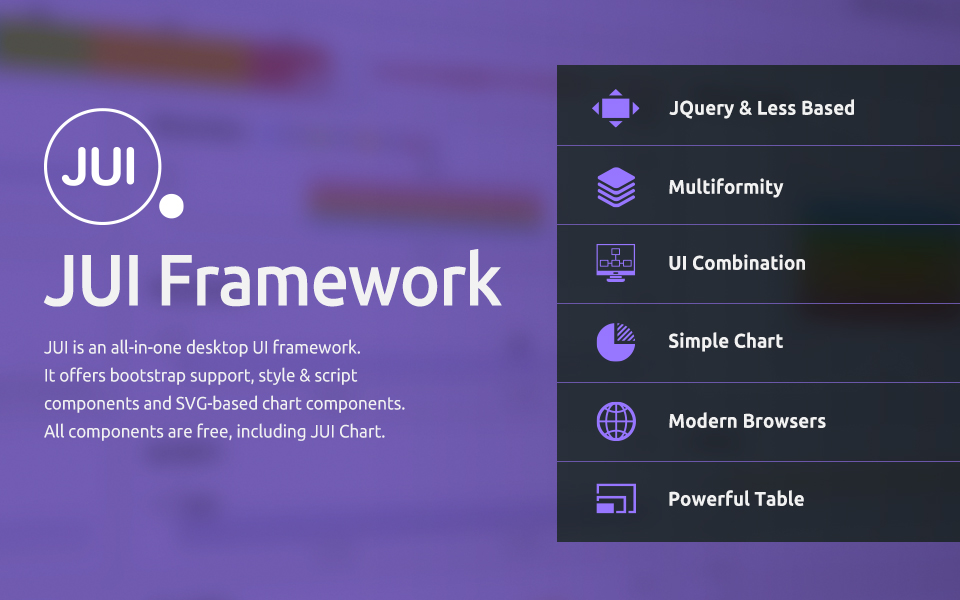 JUI
JUI Framework
JUI is an all-in-one desktop UI framework.
It offers bootstrap support, style & script
components and SVG-based chart components.
All components are free, including JUI Chart.
JQuery & Less Based
Multiformity
UI Combination
Simple Chart
Modern Browsers
Powerful Table